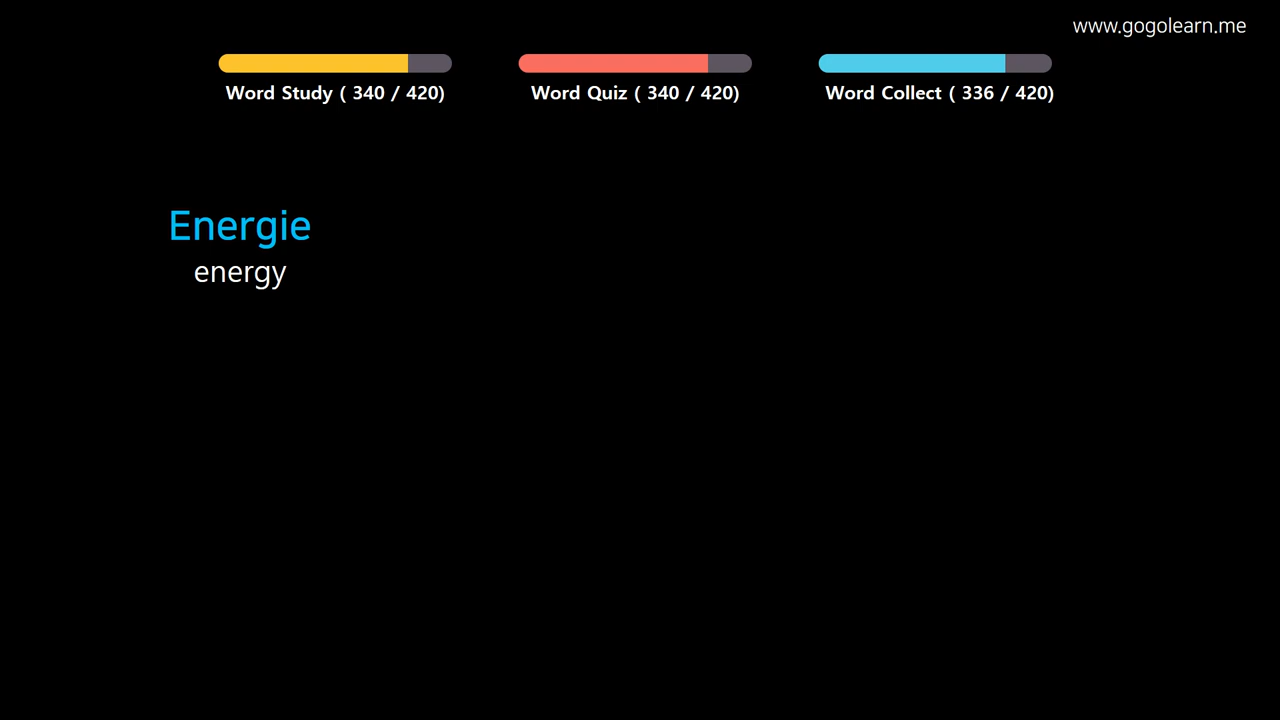 www.gogolearn.me
Word Study ( 340 / 420)
Word Quiz ( 340 / 420)
Word Collect ( 336 / 420)
Energie
energy